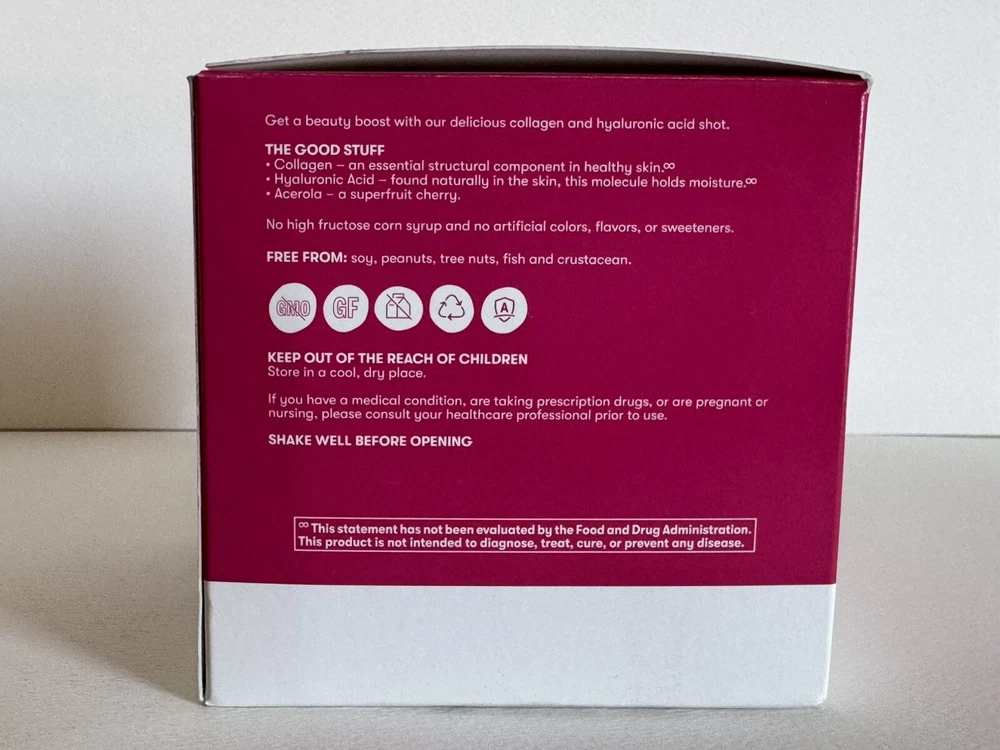 Get a beauty boost with our delicious collagen and hyaluronic acid shot.
THE GOOD STUFF
• Collagen – an essential structural component in healthy skin.∞
• Hyaluronic Acid – found naturally in the skin, this molecule holds moisture.∞
• Acerola – a superfruit cherry.
No high fructose corn syrup and no artificial colors, flavors, or sweeteners.
FREE FROM: soy, peanuts, tree nuts, fish and crustacean.
GMO GF A
KEEP OUT OF THE REACH OF CHILDREN
Store in a cool, dry place.
If you have a medical condition, are taking prescription drugs, or are pregnant or
nursing, please consult your healthcare professional prior to use.
SHAKE WELL BEFORE OPENING
∞ This statement has not been evaluated by the Food and Drug Administration.
This product is not intended to diagnose, treat, cure, or prevent any disease.